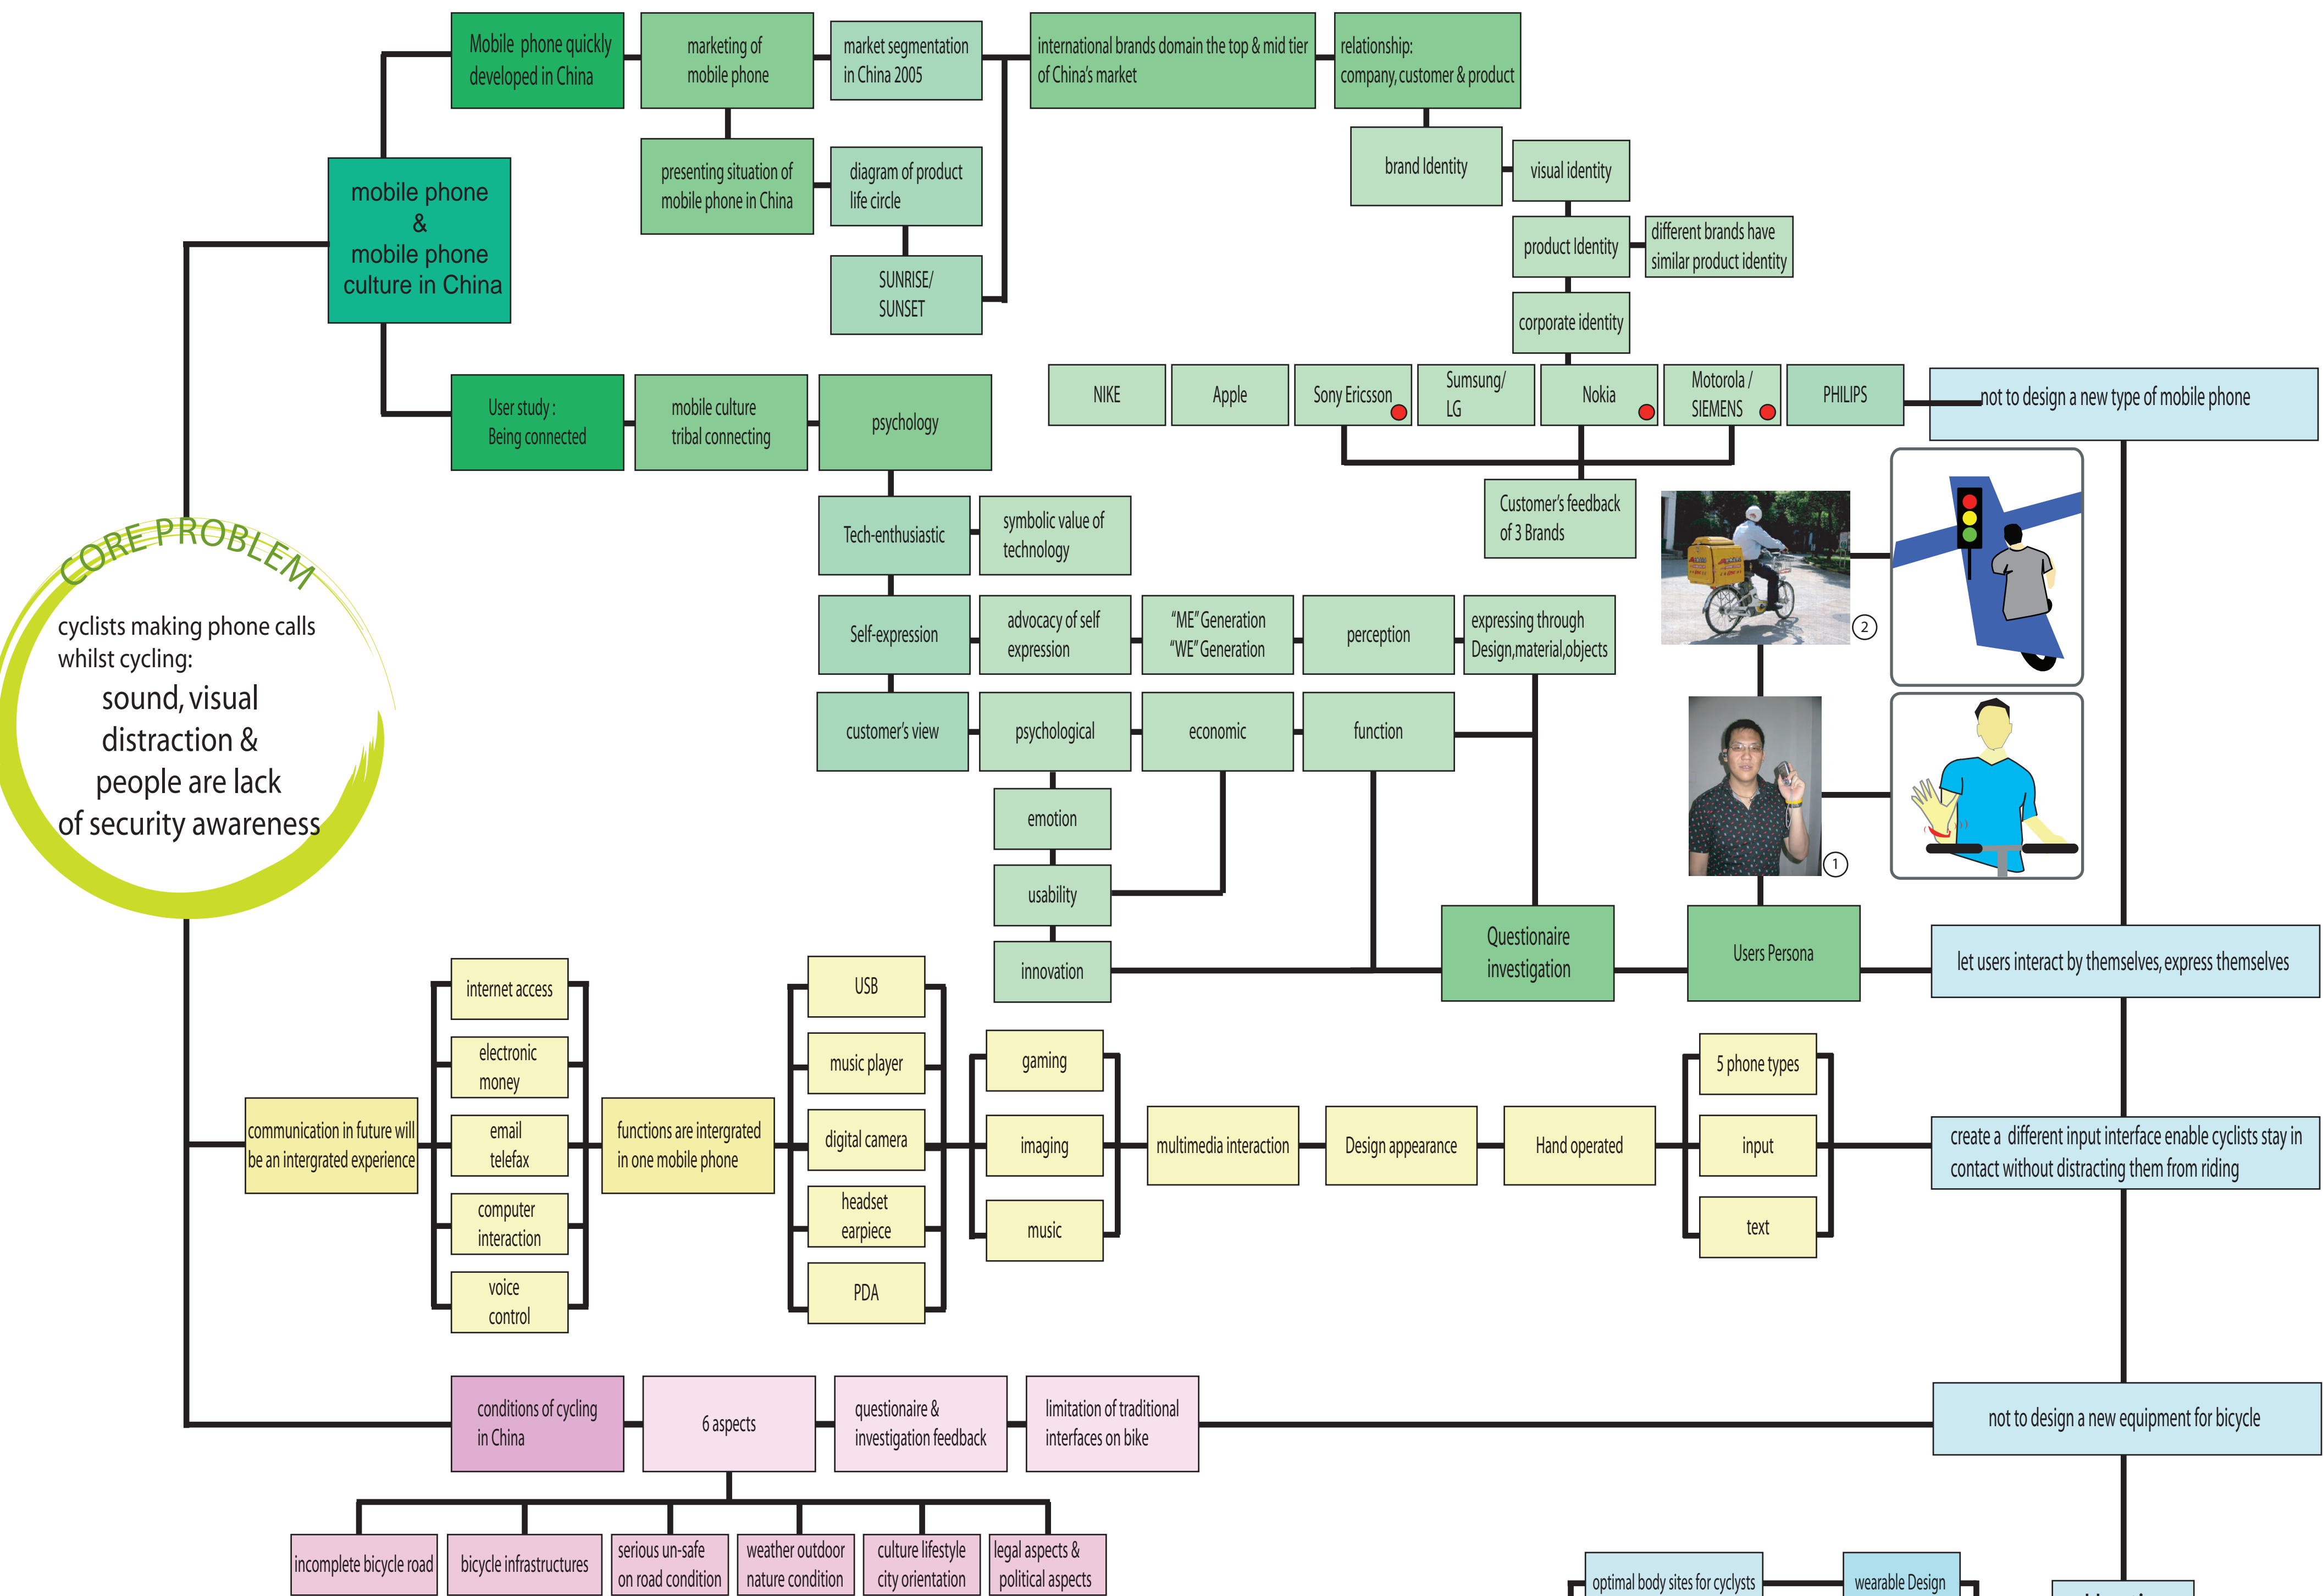 Mobile phone quickly
developed in China
marketing of
mobile phone
market segmentation
in China 2005
international brands domain the top & mid tier
of China's market
relationship:
company, customer & product
presenting situation of
mobile phone in China
diagram of product
life circle
SUNRISE/
SUNSET
brand Identity
visual identity
product Identity
different brands have
similar product identity
corporate identity
mobile phone
&
mobile phone
culture in China
NIKE
Apple
Sony Ericsson
Sumsung/
LG
Nokia
Motorola /
SIEMENS
PHILIPS
not to design a new type of mobile phone
User study :
Being connected
mobile culture
tribal connecting
psychology
Customer's feedback
of 3 Brands
Tech-enthusiastic
symbolic value of
technology
Self-expression
advocacy of self
expression
"ME" Generation
"WE" Generation
perception
expressing through
Design,material,objects
2
customer's view
psychological
economic
function
emotion
usability
innovation
1
CORE PROBLEM
cyclists making phone calls
whilst cycling:
sound, visual
distraction &
people are lack
of security awareness
Questionaire
investigation
Users Persona
let users interact by themselves, express themselves
internet access
electronic
money
email
telefax
computer
interaction
voice
control
communication in future will
be an intergrated experience
functions are intergrated
in one mobile phone
USB
music player
digital camera
headset
earpiece
PDA
gaming
imaging
music
multimedia interaction
Design appearance
Hand operated
5 phone types
input
text
create a different input interface enable cyclists stay in
contact without distracting them from riding
conditions of cycling
in China
6 aspects
questionaire &
investigation feedback
limitation of traditional
interfaces on bike
not to design a new equipment for bicycle
incomplete bicycle road
bicycle infrastructures
serious un-safe
on road condition
weather outdoor
nature condition
culture lifestyle
city orientation
legal aspects &
political aspects
optimal body sites for cyclysts
wearable Design